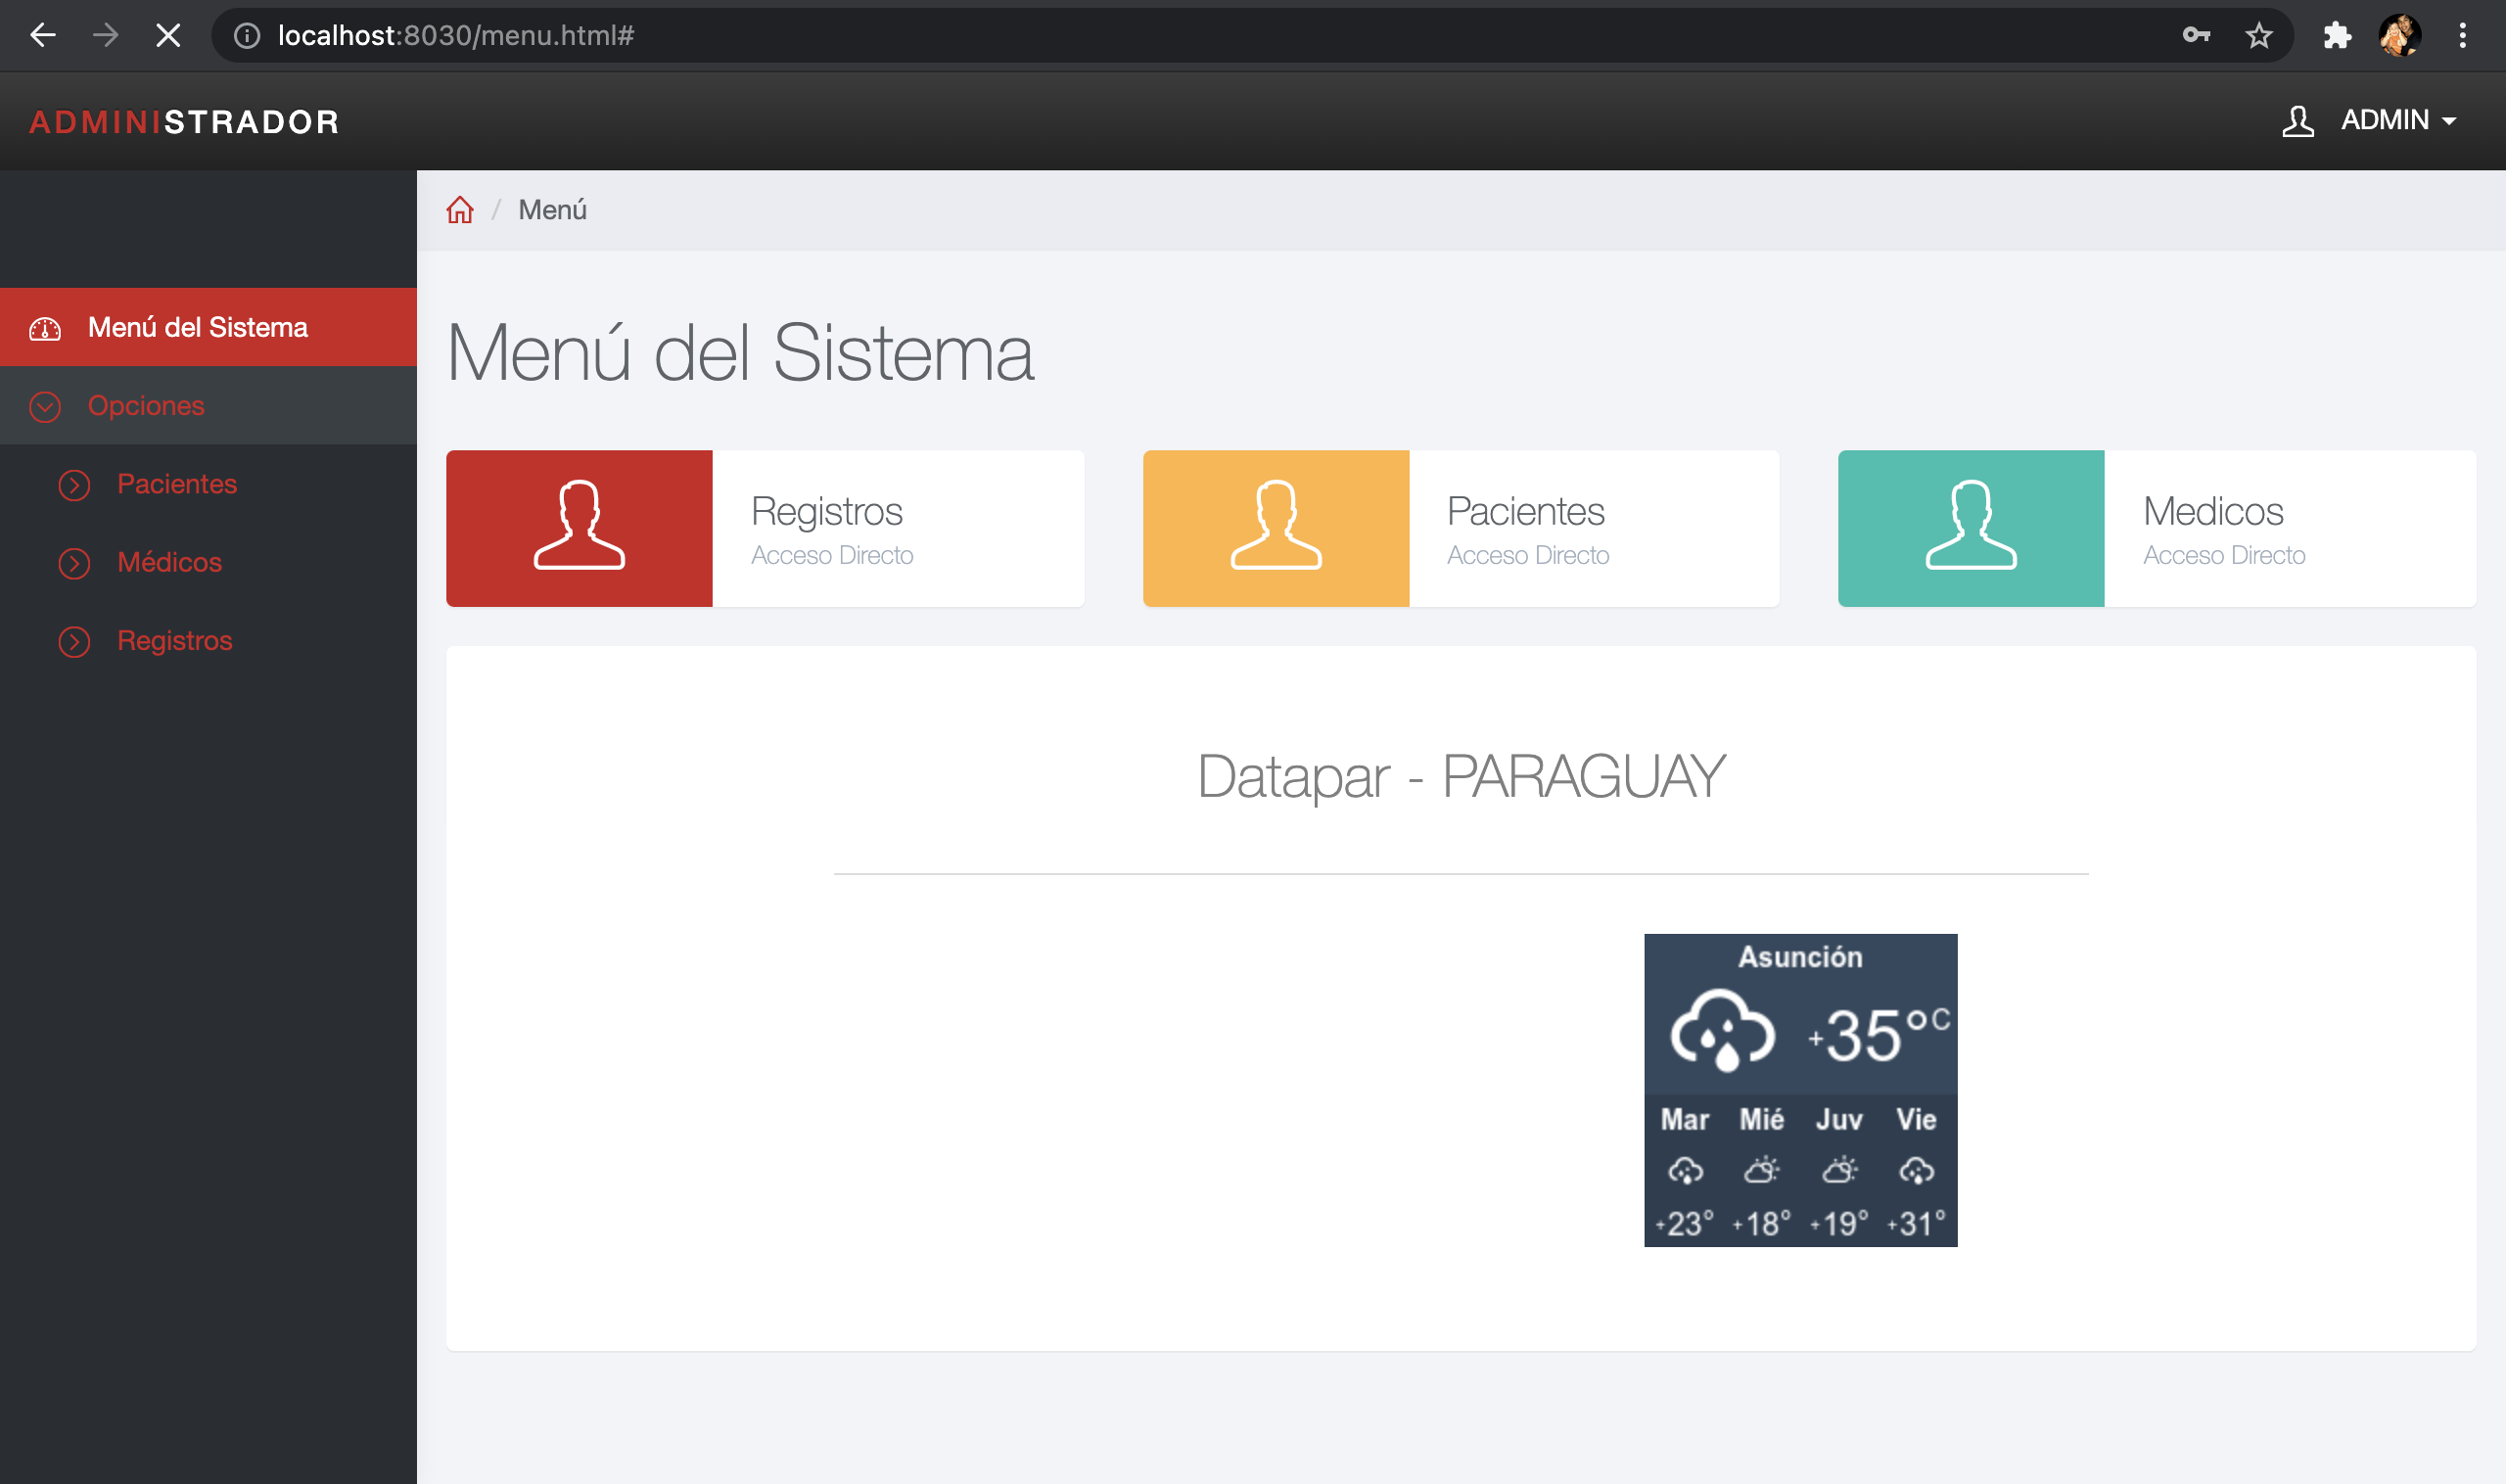 localhost:8030/menu.html#
ADMINISTRADOR
ADMIN
/ Menú
Menú del Sistema
Opciones
Pacientes
Médicos
Registros
Menú del Sistema
Registros
Acceso Directo
Pacientes
Acceso Directo
Medicos
Acceso Directo
Datapar - PARAGUAY
Asunción
+35°C
Mar Mié Juv Vie
+23° +18° +19° +31°